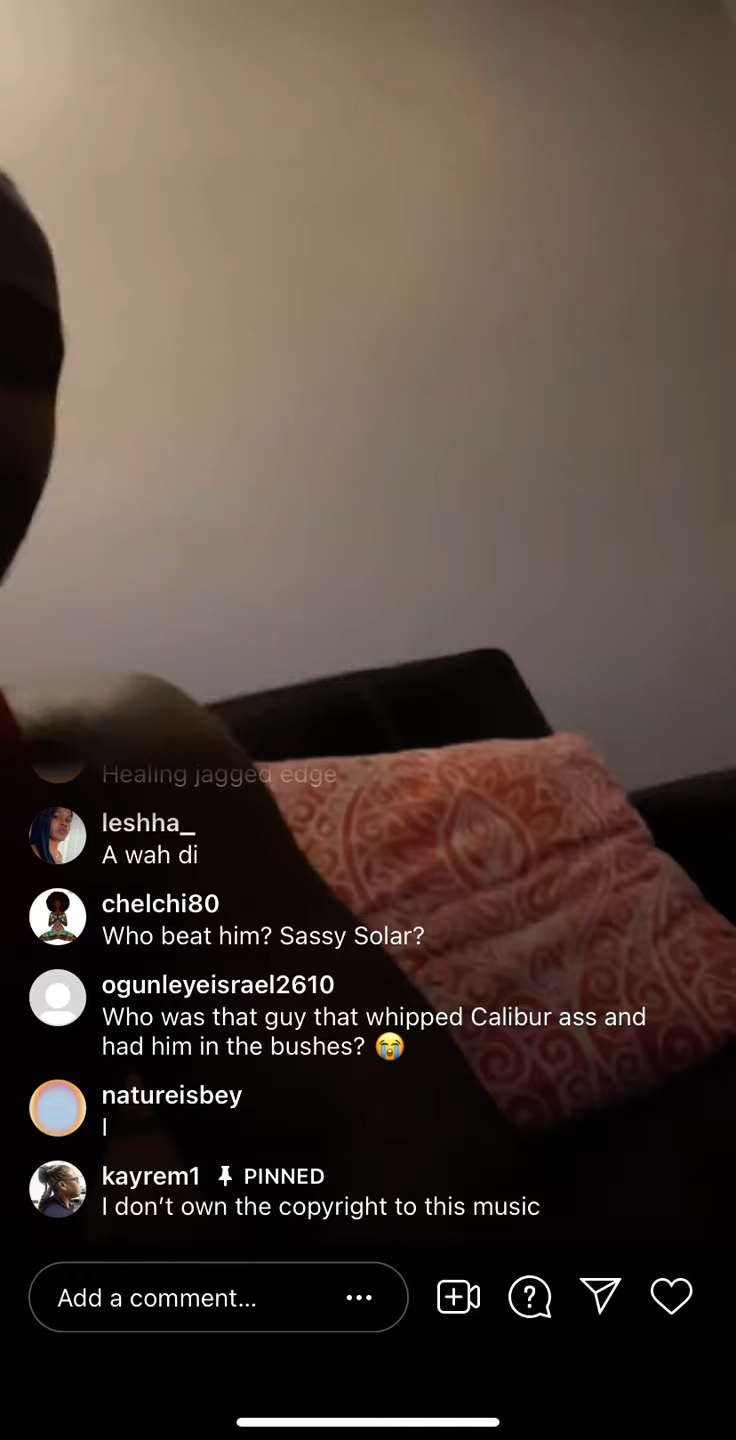 Healing jagged edge
leshha_
A wah di
chelchi80
Who beat him? Sassy Solar?
ogunleyeisrael2610
Who was that guy that whipped Calibur ass and
had him in the bushes? 😭
natureisbey
I
kayrem1 📌 PINNED
I don’t own the copyright to this music
Add a comment...